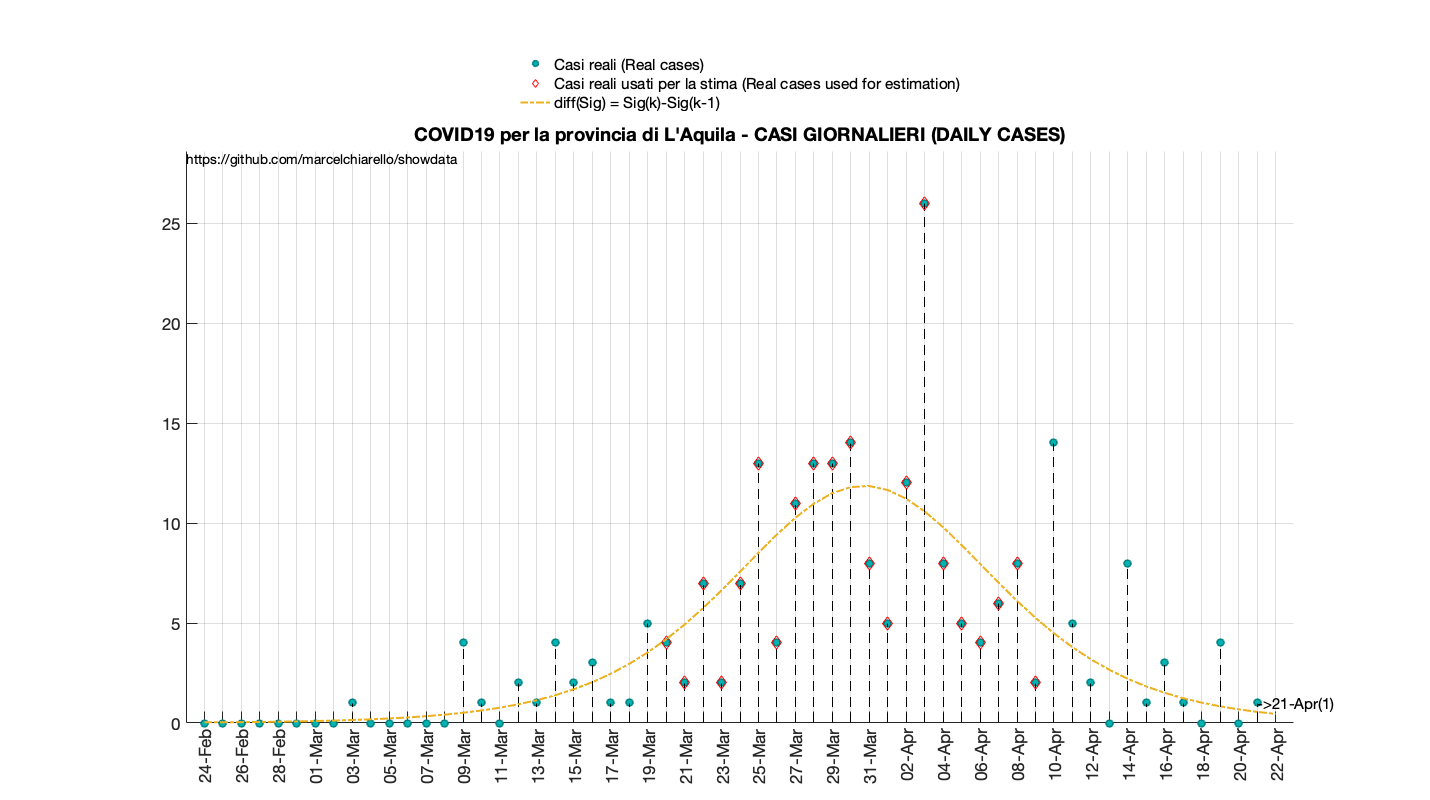 Casi reali (Real cases)
Casi reali usati per la stima (Real cases used for estimation)
diff(Sig) = Sig(k)-Sig(k-1)
COVID19 per la provincia di L'Aquila - CASI GIORNALIERI (DAILY CASES)
https://github.com/marcelchiarello/showdata
25
20
15
10
5
0
->21-Apr(1)
24-Feb
26-Feb
28-Feb
01-Mar
03-Mar
05-Mar
07-Mar
09-Mar
11-Mar
13-Mar
15-Mar
17-Mar
19-Mar
21-Mar
23-Mar
25-Mar
27-Mar
29-Mar
31-Mar
02-Apr
04-Apr
06-Apr
08-Apr
10-Apr
12-Apr
14-Apr
16-Apr
18-Apr
20-Apr
22-Apr